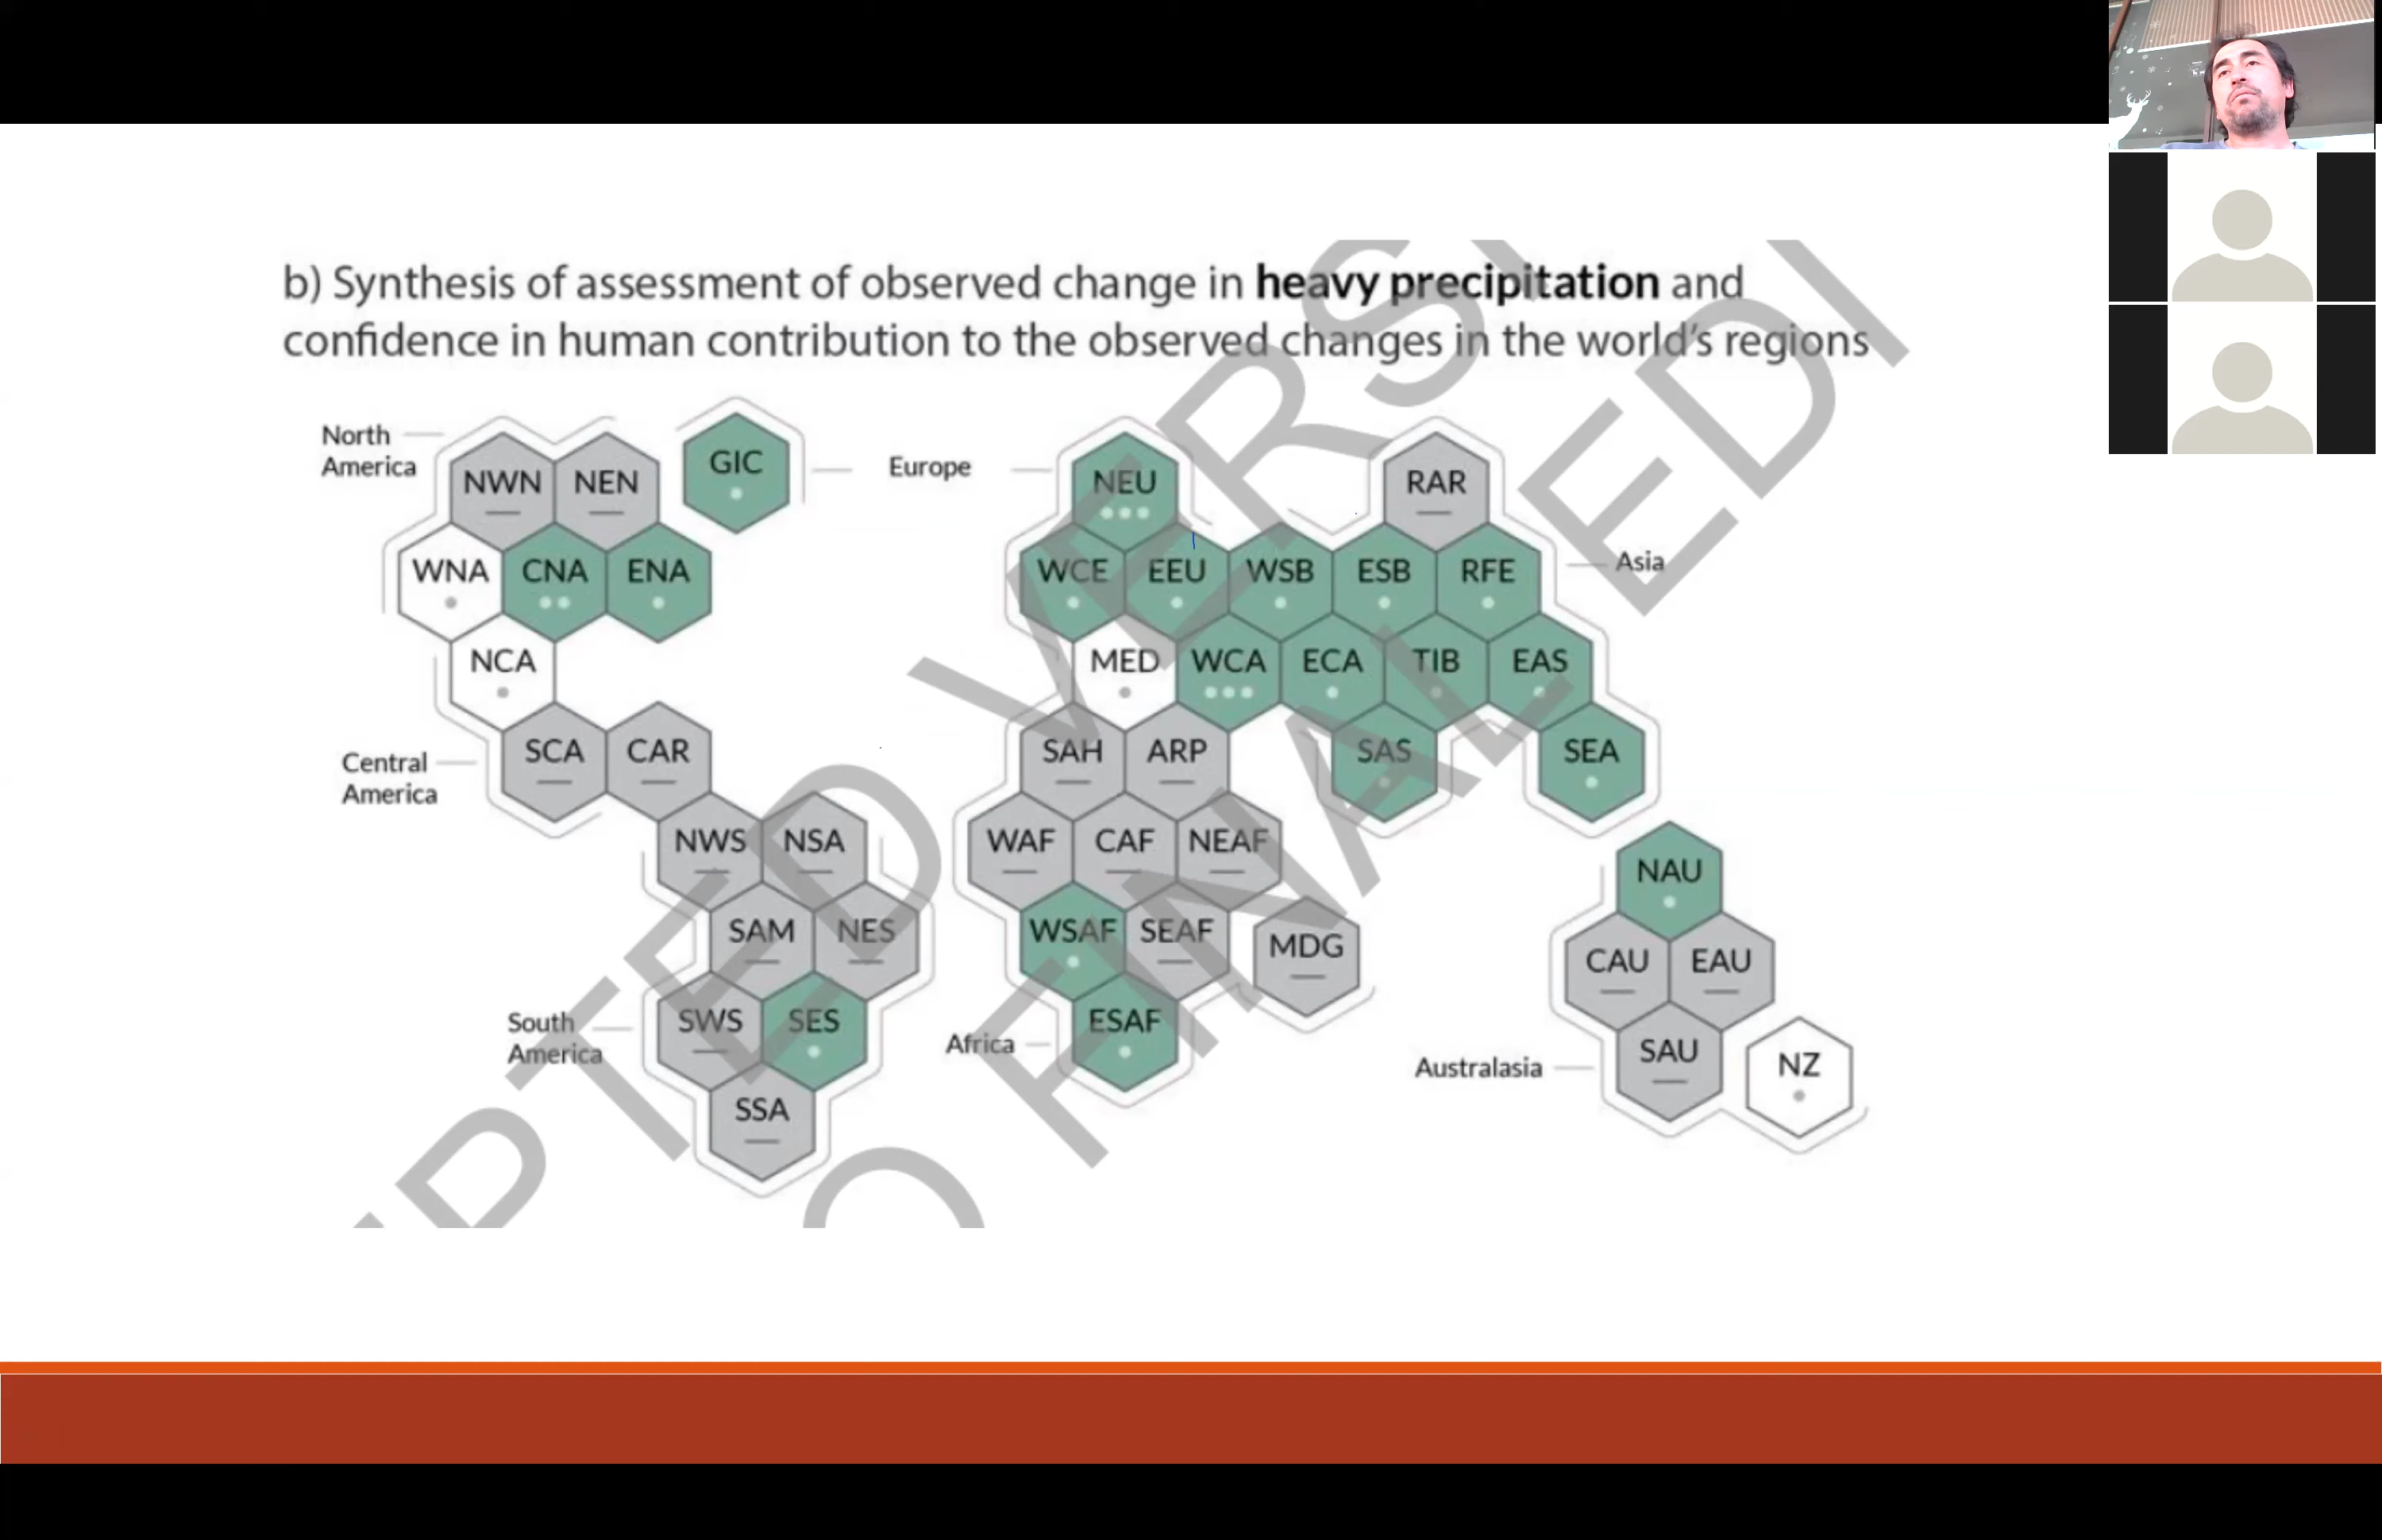 b) Synthesis of assessment of observed change in heavy precipitation and
confidence in human contribution to the observed changes in the world's regions
North
America
NWN
NEN
GIC
Europe
NEU
RAR
WNA
CNA
ENA
WCE
EEU
WSB
ESB
RFE
Asia
NCA
MED
WCA
ECA
TIB
EAS
Central
America
SCA
CAR
SAH
ARP
SAS
SEA
NWS
NSA
WAF
CAF
NEAF
NAU
SAM
NES
WSAF
SEAF
MDG
CAU
EAU
South
America
SWS
SES
Africa
ESAF
Australasia
SAU
NZ
SSA
PTED VERSI
O FINAL EDI